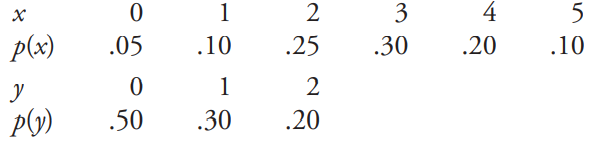 x 0 1 2 3 4 5
p(x) .05 .10 .25 .30 .20 .10
y 0 1 2
p(y) .50 .30 .20